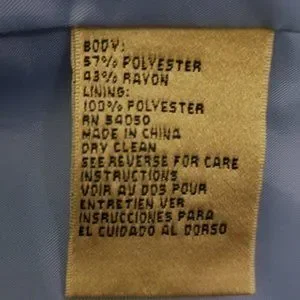 BODY:
57% POLYESTER
43% RAYON
LINING:
100% POLYESTER
RN 54050
MADE IN CHINA
DRY CLEAN
SEE REVERSE FOR CARE
INSTRUCTIONS
VOIR AU DOS POUR
ENTRETIEN VER
INSRUCCIONES PARA
EL CUIDADO AL DORSO